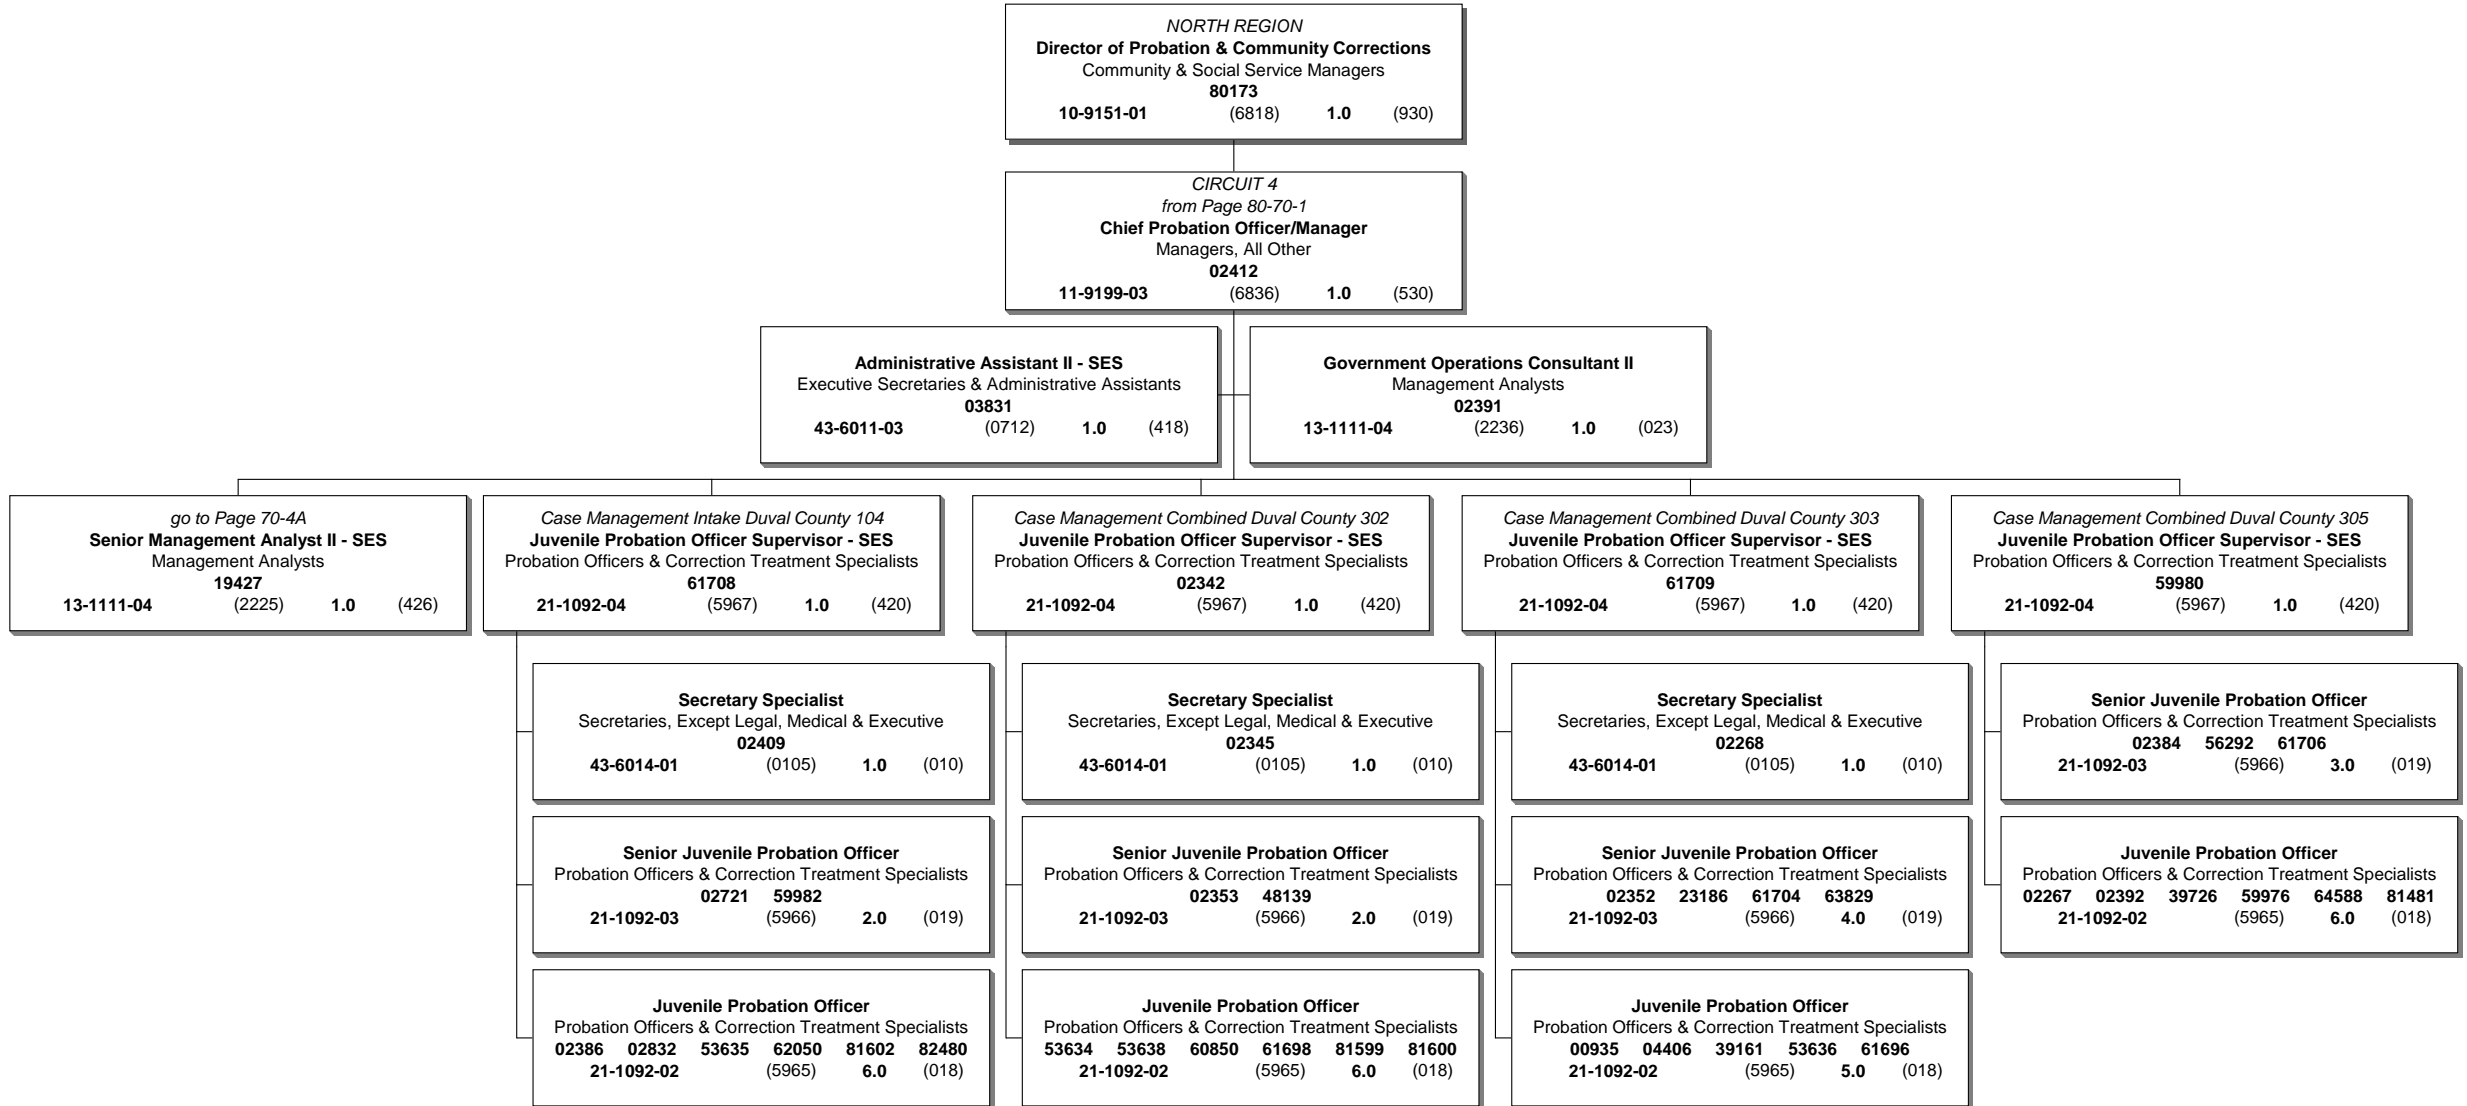 NORTH REGION
Director of Probation & Community Corrections
Community & Social Service Managers
80173
10-9151-01 (6818) 1.0 (930)
CIRCUIT 4
from Page 80-70-1
Chief Probation Officer/Manager
Managers, All Other
02412
11-9199-03 (6836) 1.0 (530)
Administrative Assistant II - SES
Executive Secretaries & Administrative Assistants
03831
43-6011-03 (0712) 1.0 (418)
Government Operations Consultant II
Management Analysts
02391
13-1111-04 (2236) 1.0 (023)
go to Page 70-4A
Senior Management Analyst II - SES
Management Analysts
19427
13-1111-04 (2225) 1.0 (426)
Case Management Intake Duval County 104
Juvenile Probation Officer Supervisor - SES
Probation Officers & Correction Treatment Specialists
61708
21-1092-04 (5967) 1.0 (420)
Secretary Specialist
Secretaries, Except Legal, Medical & Executive
02409
43-6014-01 (0105) 1.0 (010)
Senior Juvenile Probation Officer
Probation Officers & Correction Treatment Specialists
02721 59982
21-1092-03 (5966) 2.0 (019)
Juvenile Probation Officer
Probation Officers & Correction Treatment Specialists
02386 02832 53635 62050 81602 82480
21-1092-02 (5965) 6.0 (018)
Case Management Combined Duval County 302
Juvenile Probation Officer Supervisor - SES
Probation Officers & Correction Treatment Specialists
02342
21-1092-04 (5967) 1.0 (420)
Secretary Specialist
Secretaries, Except Legal, Medical & Executive
02345
43-6014-01 (0105) 1.0 (010)
Senior Juvenile Probation Officer
Probation Officers & Correction Treatment Specialists
02353 48139
21-1092-03 (5966) 2.0 (019)
Juvenile Probation Officer
Probation Officers & Correction Treatment Specialists
53634 53638 60850 61698 81599 81600
21-1092-02 (5965) 6.0 (018)
Case Management Combined Duval County 303
Juvenile Probation Officer Supervisor - SES
Probation Officers & Correction Treatment Specialists
61709
21-1092-04 (5967) 1.0 (420)
Secretary Specialist
Secretaries, Except Legal, Medical & Executive
02268
43-6014-01 (0105) 1.0 (010)
Senior Juvenile Probation Officer
Probation Officers & Correction Treatment Specialists
02352 23186 61704 63829
21-1092-03 (5966) 4.0 (019)
Juvenile Probation Officer
Probation Officers & Correction Treatment Specialists
00935 04406 39161 53636 61696
21-1092-02 (5965) 5.0 (018)
Case Management Combined Duval County 305
Juvenile Probation Officer Supervisor - SES
Probation Officers & Correction Treatment Specialists
59980
21-1092-04 (5967) 1.0 (420)
Senior Juvenile Probation Officer
Probation Officers & Correction Treatment Specialists
02384 56292 61706
21-1092-03 (5966) 3.0 (019)
Juvenile Probation Officer
Probation Officers & Correction Treatment Specialists
02267 02392 39726 59976 64588 81481
21-1092-02 (5965) 6.0 (018)